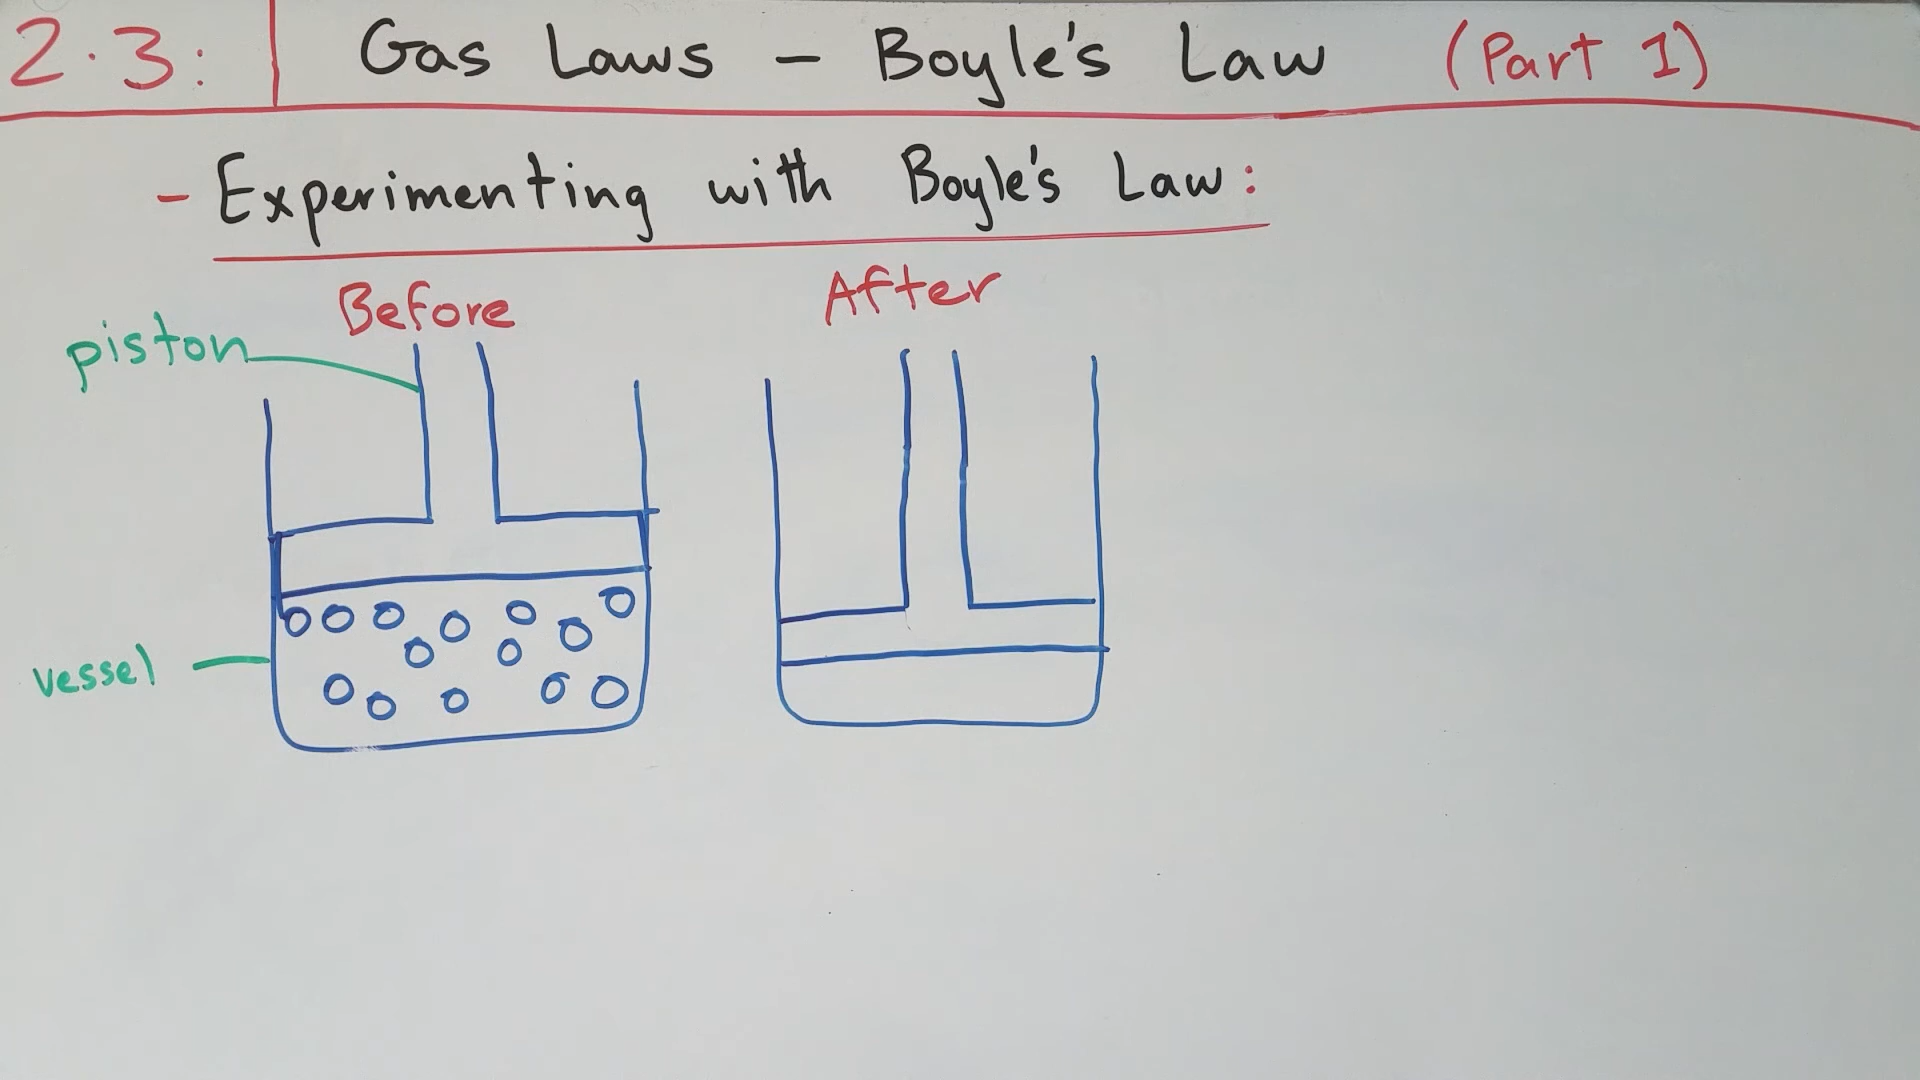 2.3: Gas Laws - Boyle's Law (Part 1)
- Experimenting with Boyle's Law:
Before After
piston
vessel